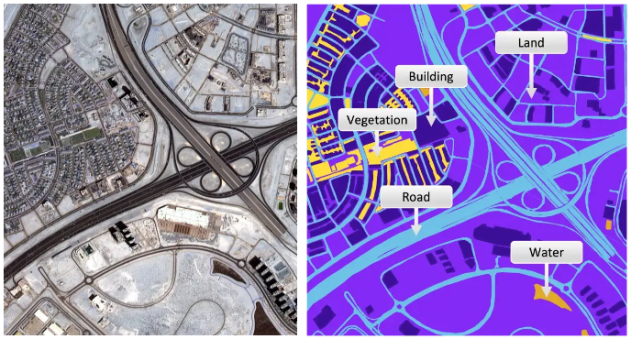 Land
Building
Vegetation
Road
Water